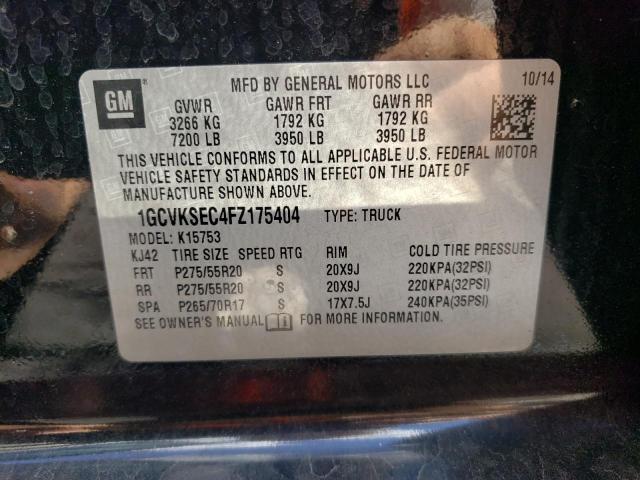 GM
MFD BY GENERAL MOTORS LLC 10/14
GVWR GAWR FRT GAWR RR
3266 KG 1792 KG 1792 KG
7200 LB 3950 LB 3950 LB
THIS VEHICLE CONFORMS TO ALL APPLICABLE U.S. FEDERAL MOTOR
VEHICLE SAFETY STANDARDS IN EFFECT ON THE DATE OF
MANUFACTURE SHOWN ABOVE.
1GCVKSEC4FZ175404 TYPE: TRUCK
MODEL: K15753
KJ42 TIRE SIZE SPEED RTG RIM COLD TIRE PRESSURE
FRT P275/55R20 S 20X9J 220KPA(32PSI)
RR P275/55R20 S 20X9J 220KPA(32PSI)
SPA P265/70R17 S 17X7.5J 240KPA(35PSI)
SEE OWNER'S MANUAL FOR MORE INFORMATION.